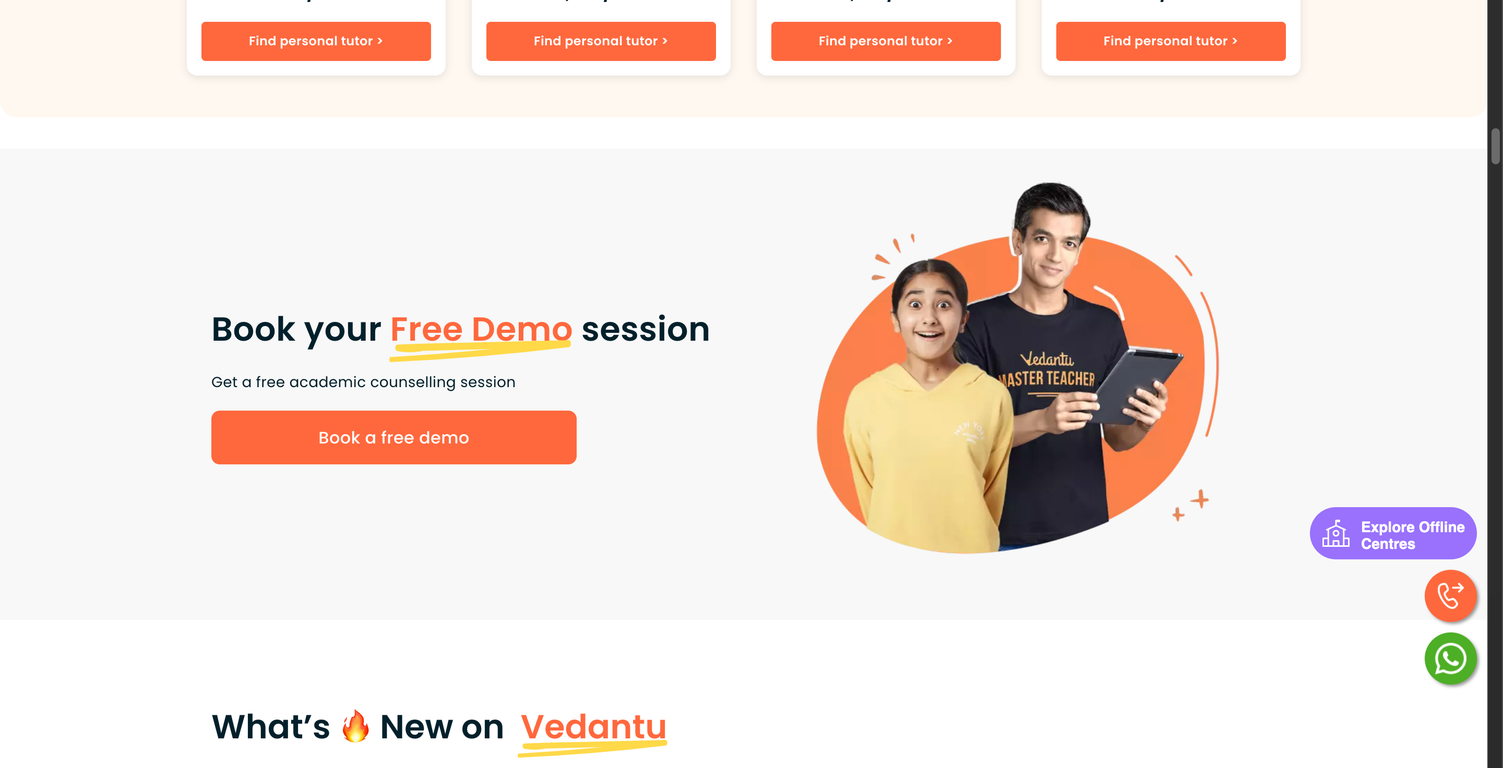 Find personal tutor >
Find personal tutor >
Find personal tutor >
Find personal tutor >
Book your Free Demo session
Get a free academic counselling session
Book a free demo
Vedantu
MASTER TEACHER
Explore Offline
Centres
What’s 🔥 New on Vedantu